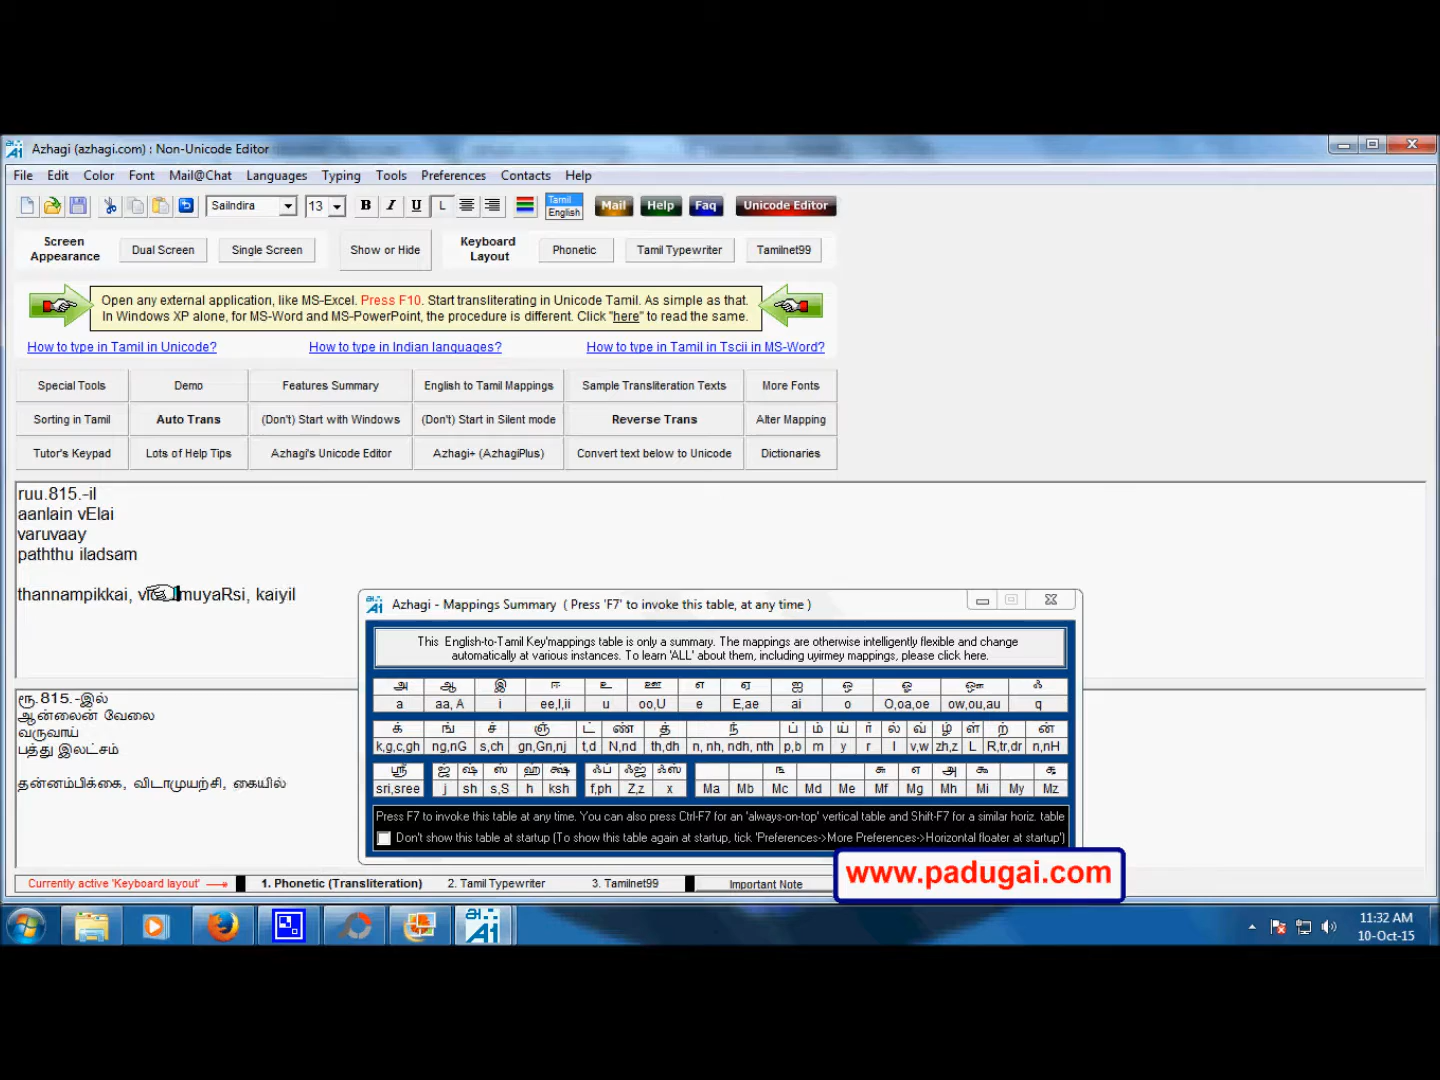 Azhagi (azhagi.com) : Non-Unicode Editor
File Edit Color Font Mail@Chat Languages Typing Tools Preferences Contacts Help
SaiIndira 13 B I U L Tamil English Mail Help Faq Unicode Editor
Screen Appearance Dual Screen Single Screen Show or Hide Keyboard Layout Phonetic Tamil Typewriter Tamilnet99
Open any external application, like MS-Excel. Press F10. Start transliterating in Unicode Tamil. As simple as that.
In Windows XP alone, for MS-Word and MS-PowerPoint, the procedure is different. Click "here" to read the same.
How to type in Tamil in Unicode? How to type in Indian languages? How to type in Tamil in Tscii in MS-Word?
Special Tools Demo Features Summary English to Tamil Mappings Sample Transliteration Texts More Fonts
Sorting in Tamil Auto Trans (Don't) Start with Windows (Don't) Start in Silent mode Reverse Trans Alter Mapping
Tutor's Keypad Lots of Help Tips Azhagi's Unicode Editor Azhagi+ (AzhagiPlus) Convert text below to Unicode Dictionaries
ruu.815.-il
aanlain vElai
varuvaay
paththu iladsam
thannampikkai, muyaRsi, kaiyil
ரூ.815.-இல்
ஆன்லைன் வேலை
வருவாய்
பத்து இலட்சம்
தன்னம்பிக்கை, விடாமுயற்சி, கையில்
Azhagi - Mappings Summary ( Press 'F7' to invoke this table, at any time )
This English-to-Tamil Key'mappings table is only a summary. The mappings are otherwise intelligently flexible and change
automatically at various instances. To learn 'ALL' about them, including uyirmey mappings, please click here.
அ ஆ இ ஈ உ ஊ எ ஏ ஐ ஒ ஓ ஔ ஃ
a aa, A i ee,I,ii u oo,U e E,ae ai o O,oa,oe ow,ou,au q
க் ங் ச் ஞ் ட் ண் த் ந் ப் ம் ய் ர் ல் வ் ழ் ள் ற் ன்
k,g,c,gh ng,nG s,ch gn,Gn,nj t,d N,nd th,dh n, nh, ndh, nth p,b m y r l v,w zh,z L R,tr,dr n,nH
ஸ்ரீ ஜ் ஷ் ஸ் ஹ் க்ஷ் ஃப் ஃஜ் ஃஸ்
sri,sree j sh s,S h ksh f,ph Z,z x Ma Mb Mc Md Me Mf Mg Mh Mi My Mz
Press F7 to invoke this table at any time. You can also press Ctrl-F7 for an 'always-on-top' vertical table and Shift-F7 for a similar horiz. table
Don't show this table at startup (To show this table again at startup, tick 'Preferences->More Preferences->Horizontal floater at startup')
www.padugai.com
Currently active 'Keyboard layout' 1. Phonetic (Transliteration) 2. Tamil Typewriter 3. Tamilnet99 Important Note
11:32 AM
10-Oct-15